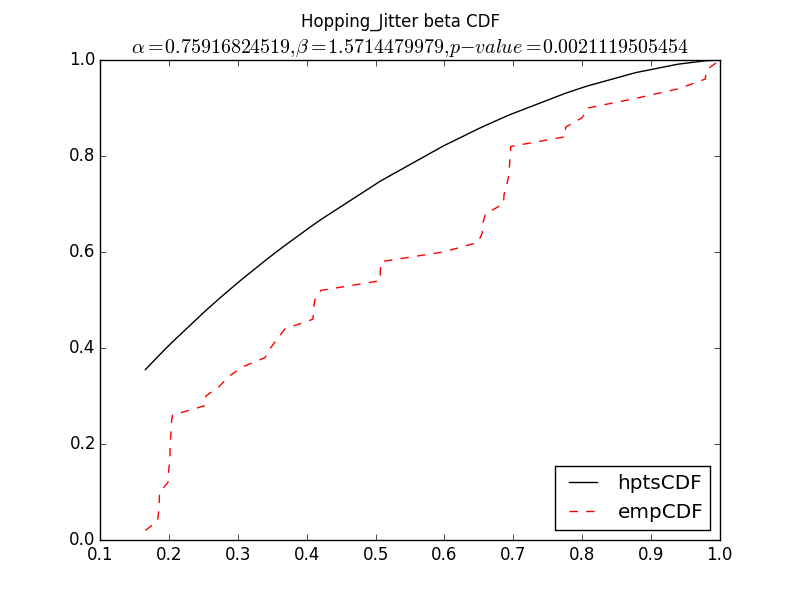 Hopping_Jitter beta CDF
α=0.75916824519,β=1.5714479979,p−value=0.0021119505454
1.0
0.8
0.6
0.4
0.2
0.0
hptsCDF
empCDF
0.1 0.2 0.3 0.4 0.5 0.6 0.7 0.8 0.9 1.0